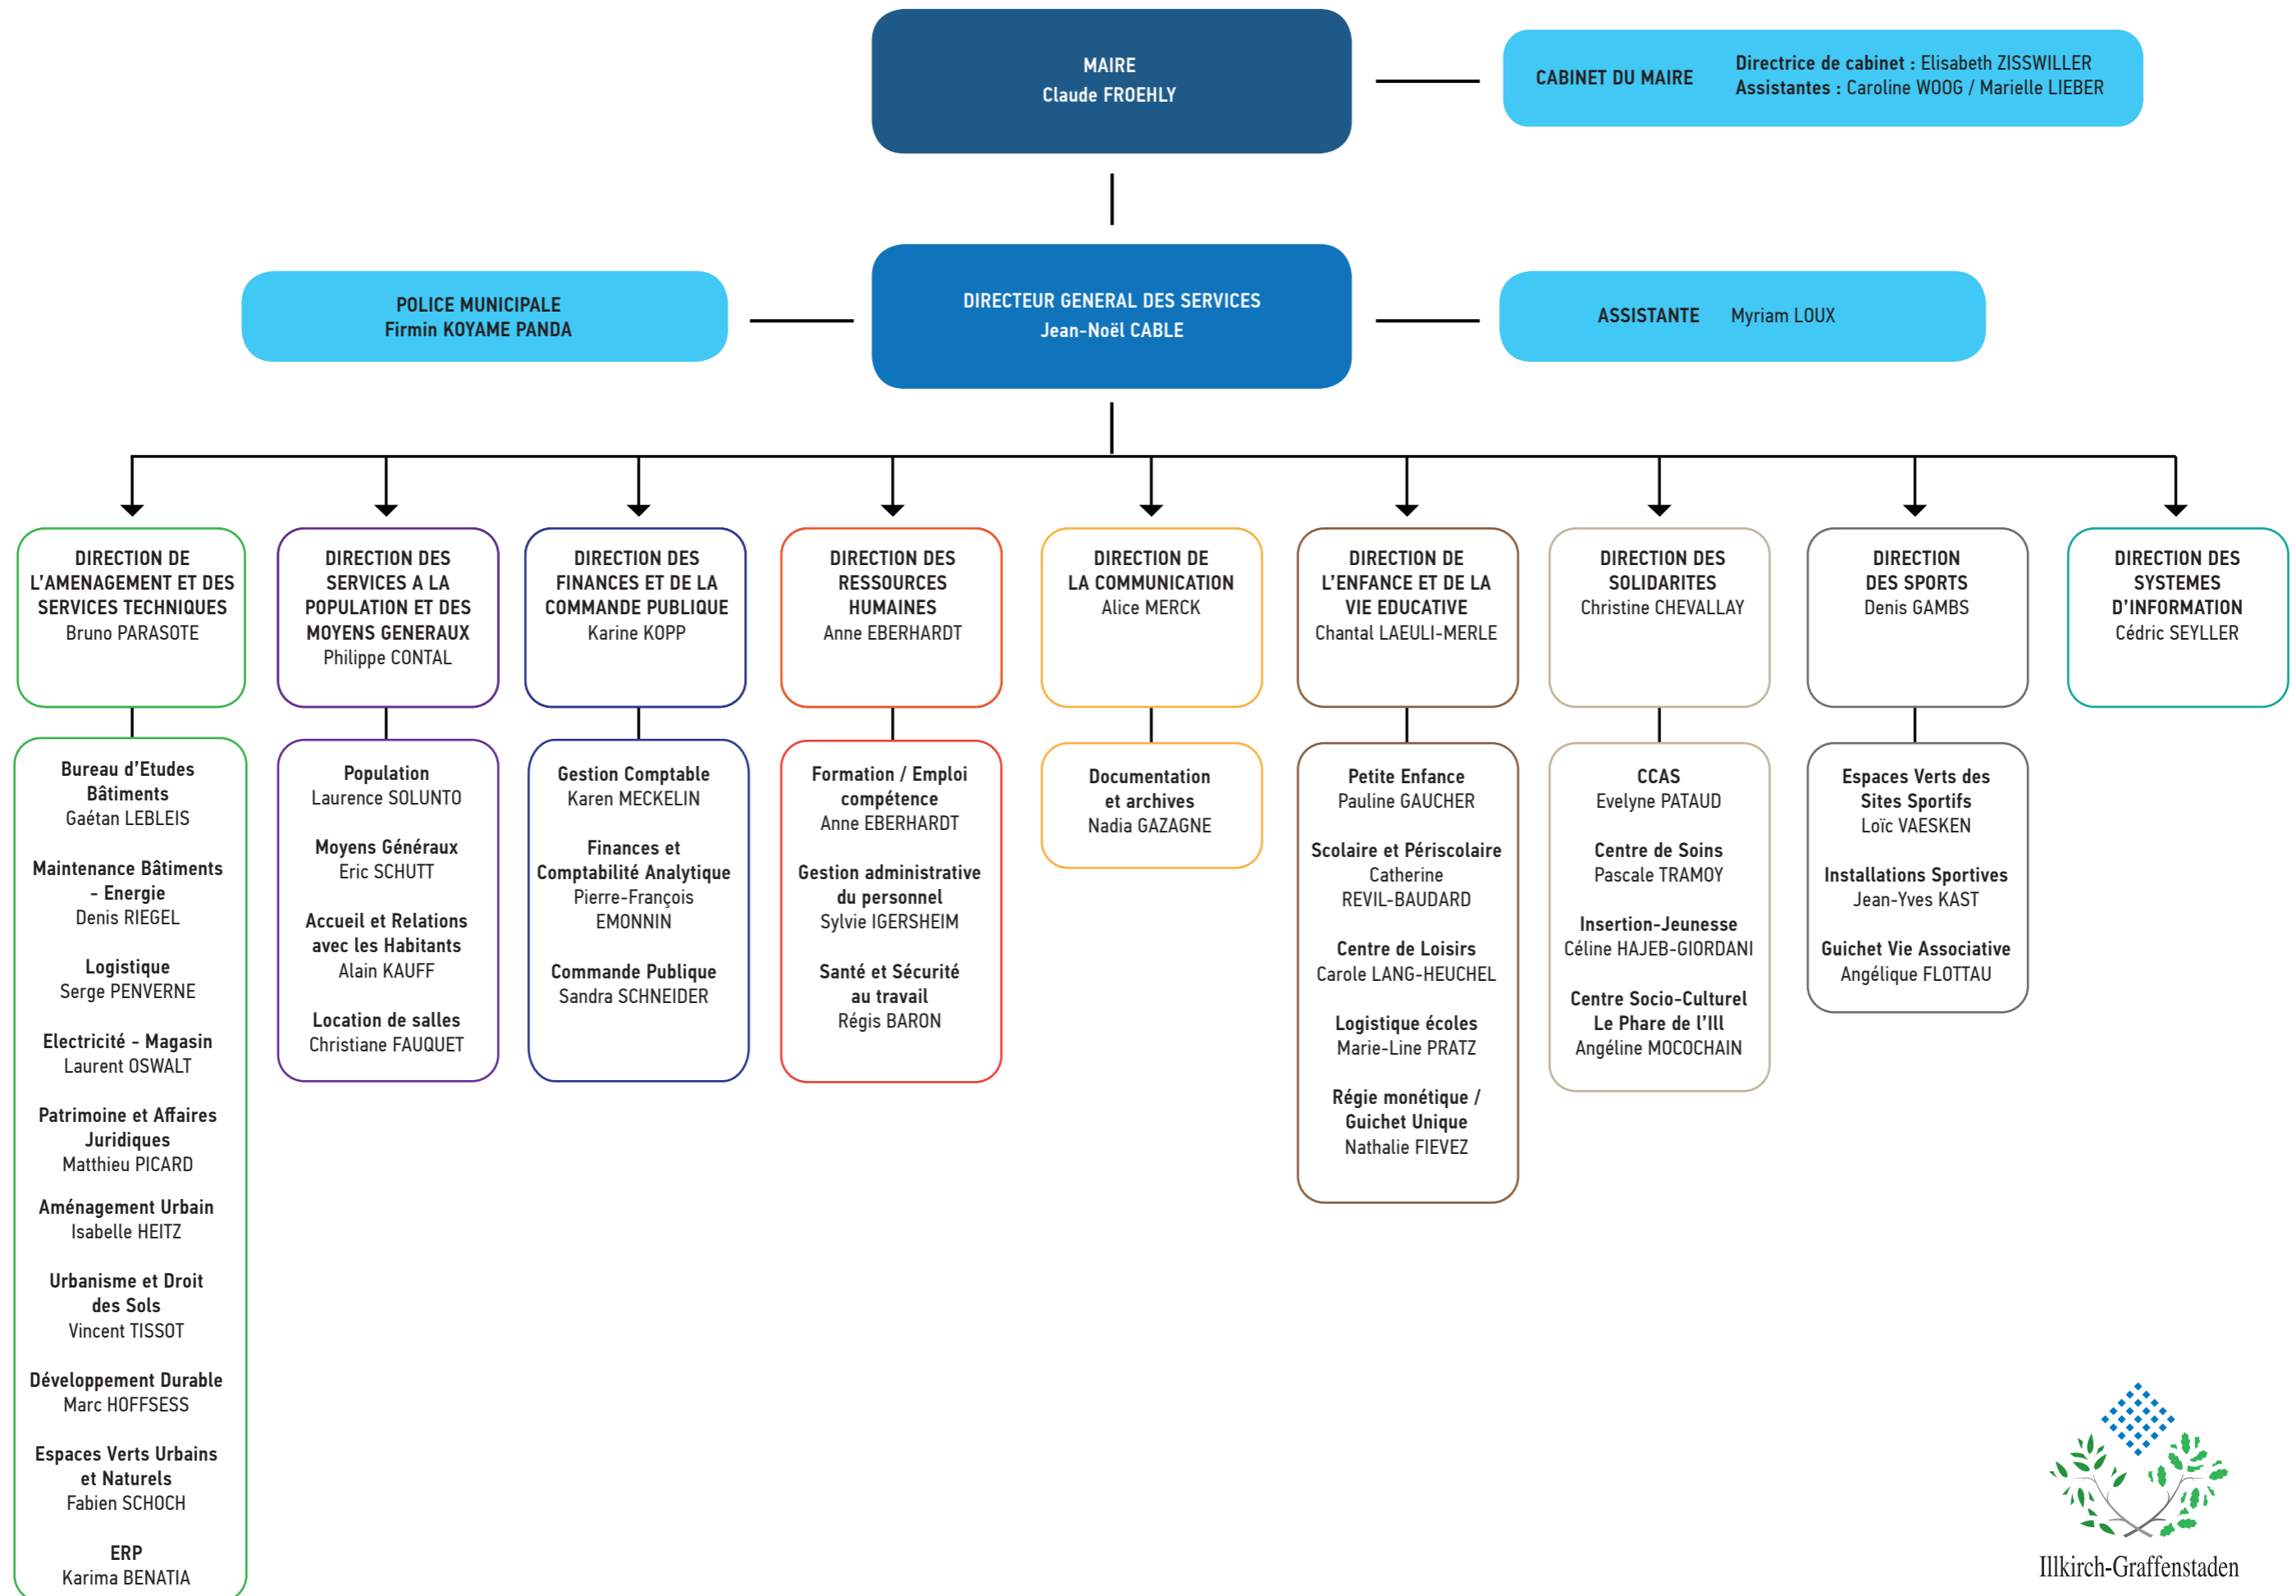 MAIRE
Claude FROEHLY
CABINET DU MAIRE
Directrice de cabinet : Elisabeth ZISSWILLER
Assistantes : Caroline WOOG / Marielle LIEBER
POLICE MUNICIPALE
Firmin KOYAME PANDA
DIRECTEUR GENERAL DES SERVICES
Jean-Noël CABLE
ASSISTANTE Myriam LOUX
DIRECTION DE
L'AMENAGEMENT ET DES
SERVICES TECHNIQUES
Bruno PARASOTE
DIRECTION DES
SERVICES A LA
POPULATION ET DES
MOYENS GENERAUX
Philippe CONTAL
DIRECTION DES
FINANCES ET DE LA
COMMANDE PUBLIQUE
Karine KOPP
DIRECTION DES
RESSOURCES
HUMAINES
Anne EBERHARDT
DIRECTION DE
LA COMMUNICATION
Alice MERCK
DIRECTION DE
L'ENFANCE ET DE LA
VIE EDUCATIVE
Chantal LAEULI-MERLE
DIRECTION DES
SOLIDARITES
Christine CHEVALLAY
DIRECTION
DES SPORTS
Denis GAMBS
DIRECTION DES
SYSTEMES
D'INFORMATION
Cédric SEYLLER
Bureau d'Etudes
Bâtiments
Gaétan LEBLEIS
Maintenance Bâtiments
- Energie
Denis RIEGEL
Logistique
Serge PENVERNE
Electricité - Magasin
Laurent OSWALT
Patrimoine et Affaires
Juridiques
Matthieu PICARD
Aménagement Urbain
Isabelle HEITZ
Urbanisme et Droit
des Sols
Vincent TISSOT
Développement Durable
Marc HOFFSESS
Espaces Verts Urbains
et Naturels
Fabien SCHOCH
ERP
Karima BENATIA
Population
Laurence SOLUNTO
Moyens Généraux
Eric SCHUTT
Accueil et Relations
avec les Habitants
Alain KAUFF
Location de salles
Christiane FAUQUET
Gestion Comptable
Karen MECKELIN
Finances et
Comptabilité Analytique
Pierre-François
EMONNIN
Commande Publique
Sandra SCHNEIDER
Formation / Emploi
compétence
Anne EBERHARDT
Gestion administrative
du personnel
Sylvie IGERSHEIM
Santé et Sécurité
au travail
Régis BARON
Documentation
et archives
Nadia GAZAGNE
Petite Enfance
Pauline GAUCHER
Scolaire et Périscolaire
Catherine
REVIL-BAUDARD
Centre de Loisirs
Carole LANG-HEUCHEL
Logistique écoles
Marie-Line PRATZ
Régie monétique /
Guichet Unique
Nathalie FIEVEZ
CCAS
Evelyne PATAUD
Centre de Soins
Pascale TRAMOY
Insertion-Jeunesse
Céline HAJEB-GIORDANI
Centre Socio-Culturel
Le Phare de l'Ill
Angéline MOCOCHAIN
Espaces Verts des
Sites Sportifs
Loïc VAESKEN
Installations Sportives
Jean-Yves KAST
Guichet Vie Associative
Angélique FLOTTAU
Illkirch-Graffenstaden